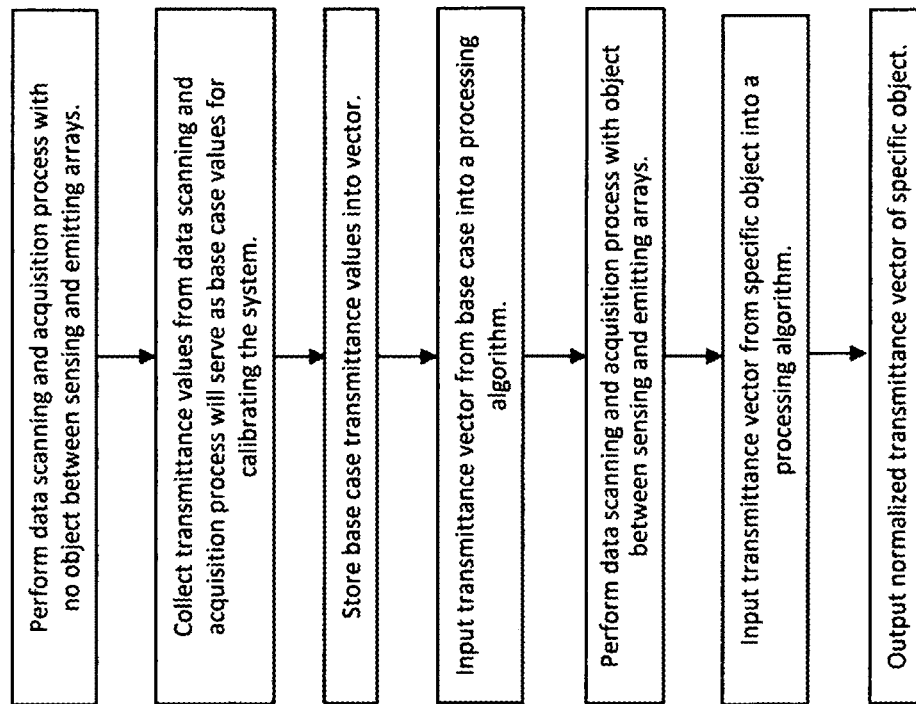 Perform data scanning and acquisition process with
no object between sensing and emitting arrays.
Collect transmittance values from data scanning and
acquisition process will serve as base case values for
calibrating the system.
Store base case transmittance values into vector.
Input transmittance vector from base case into a processing
algorithm.
Perform data scanning and acquisition process with object
between sensing and emitting arrays.
Input transmittance vector from specific object into a
processing algorithm.
Output normalized transmittance vector of specific object.